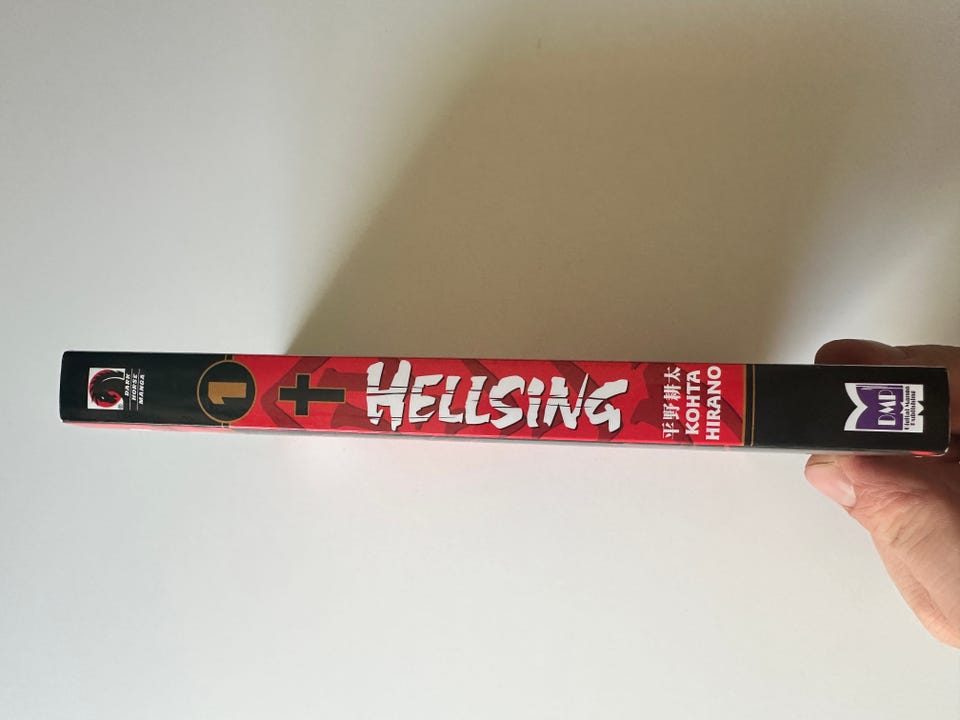 DARK
HORSE
MANGA
1
HELLSING
平野耕太
KOHTA
HIRANO
DMP
Digital Manga
Publishing